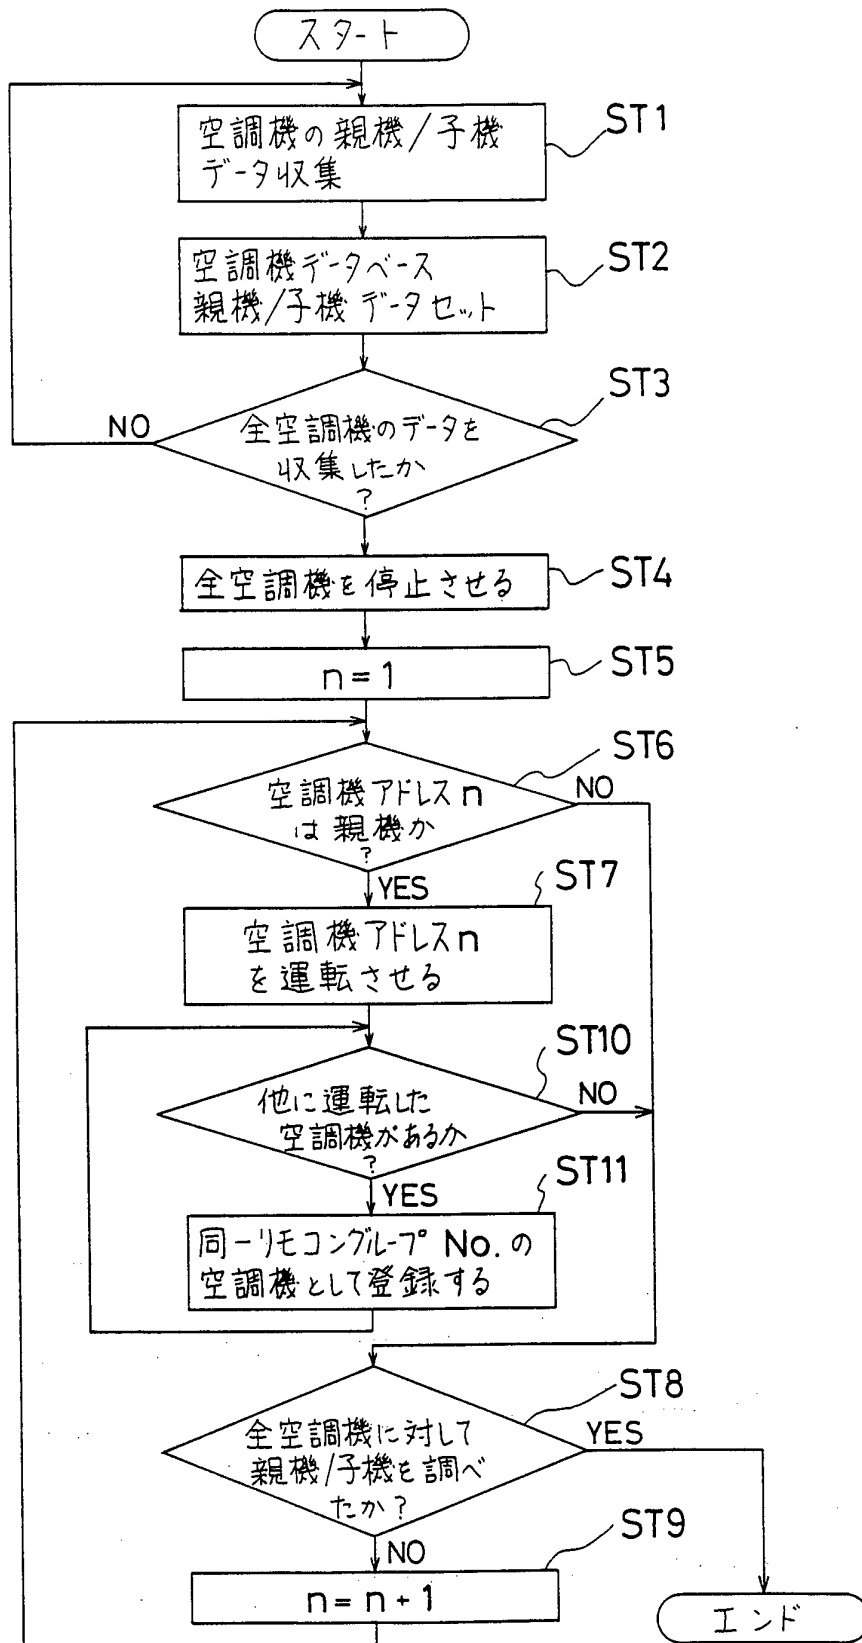 スタート
空調機の親機/子機
データ収集
ST1
空調機データベース
親機/子機データセット
ST2
ST3
NO
全空調機のデータを
収集したか
?
全空調機を停止させる
ST4
n=1
ST5
ST6
空調機アドレスn
は親機か
?
NO
YES
ST7
空調機アドレスn
を運転させる
ST10
他に運転した
空調機があるか
?
NO
YES
ST11
同一リモコングループNo.の
空調機として登録する
ST8
全空調機に対して
親機/子機を調べ
たか?
YES
NO
ST9
n=n+1
エンド